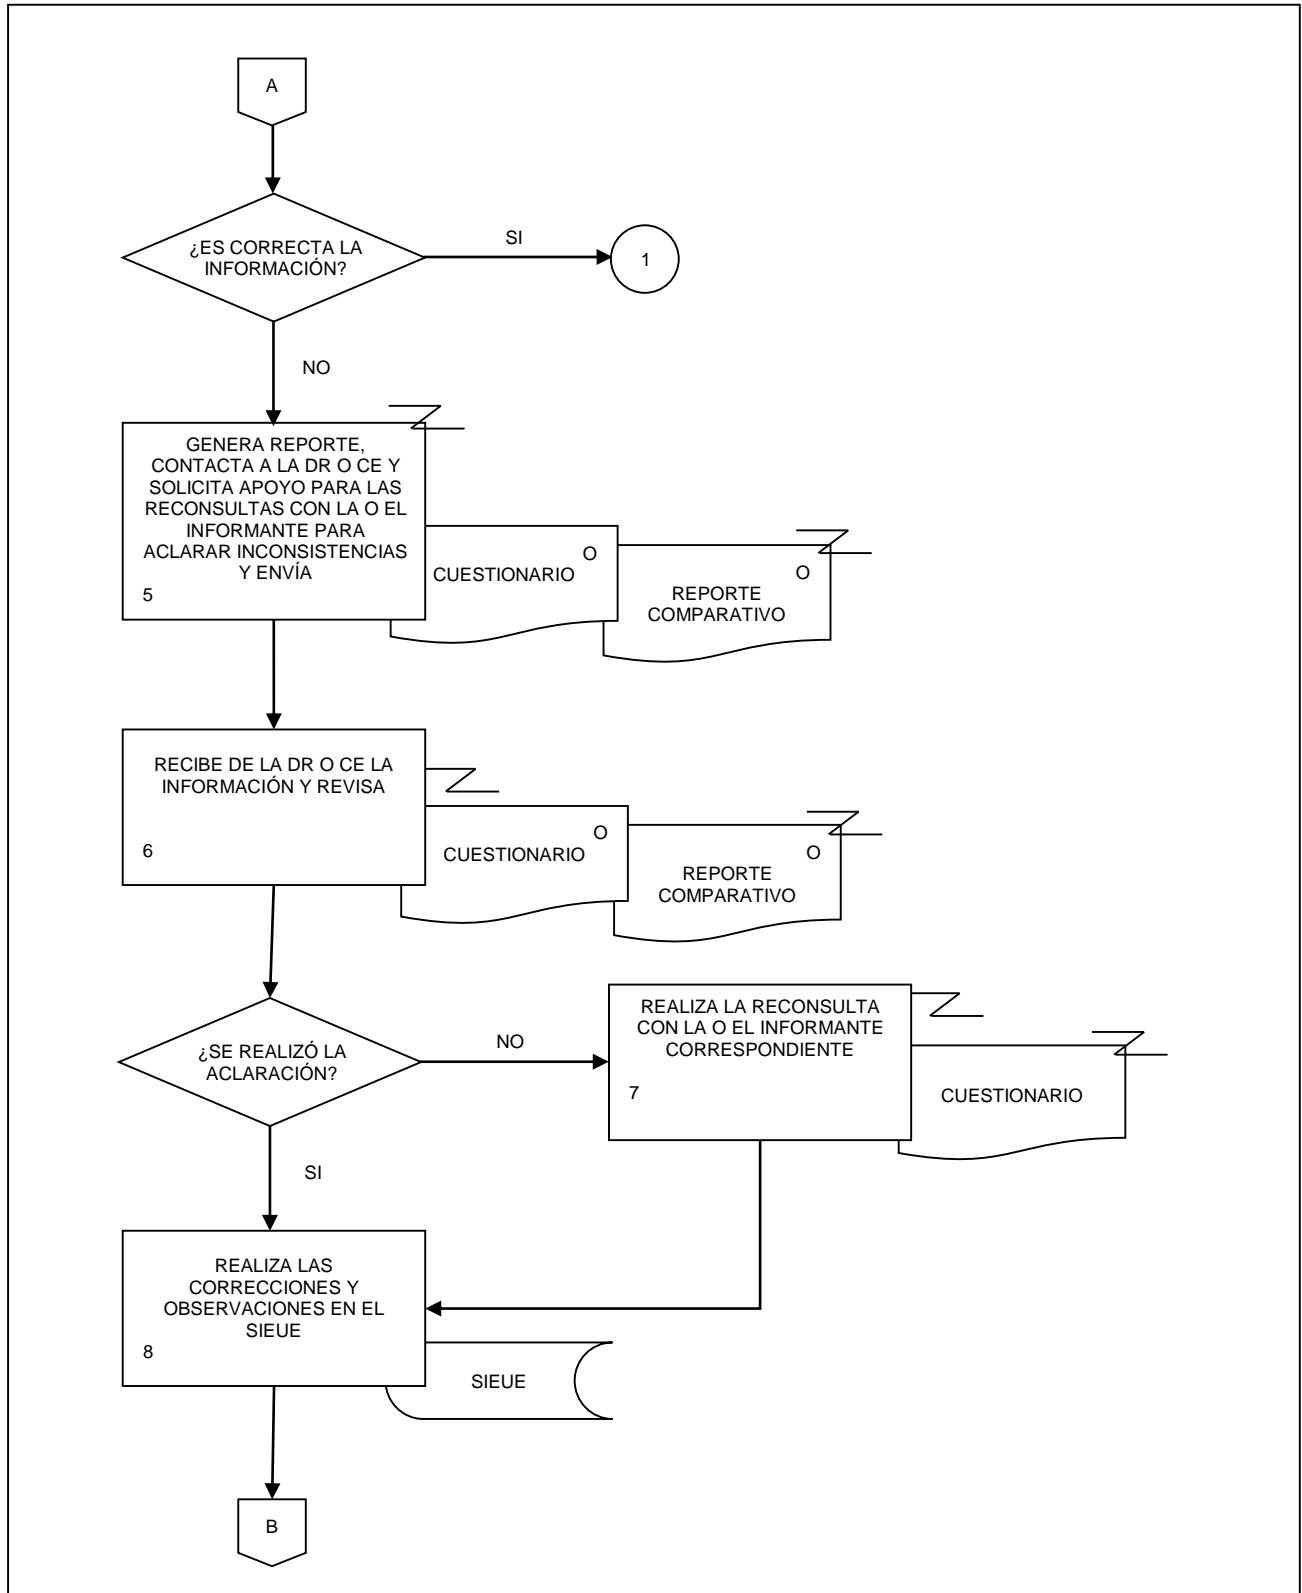 A
¿ES CORRECTA LA
INFORMACIÓN?
SI
1
NO
GENERA REPORTE,
CONTACTA A LA DR O CE Y
SOLICITA APOYO PARA LAS
RECONSULTAS CON LA O EL
INFORMANTE PARA
ACLARAR INCONSISTENCIAS
Y ENVÍA
5
O
CUESTIONARIO
O
REPORTE
COMPARATIVO
RECIBE DE LA DR O CE LA
INFORMACIÓN Y REVISA
6
O
CUESTIONARIO
O
REPORTE
COMPARATIVO
¿SE REALIZÓ LA
ACLARACIÓN?
NO
REALIZA LA RECONSULTA
CON LA O EL INFORMANTE
CORRESPONDIENTE
7
CUESTIONARIO
SI
REALIZA LAS
CORRECCIONES Y
OBSERVACIONES EN EL
SIEUE
8
SIEUE
B